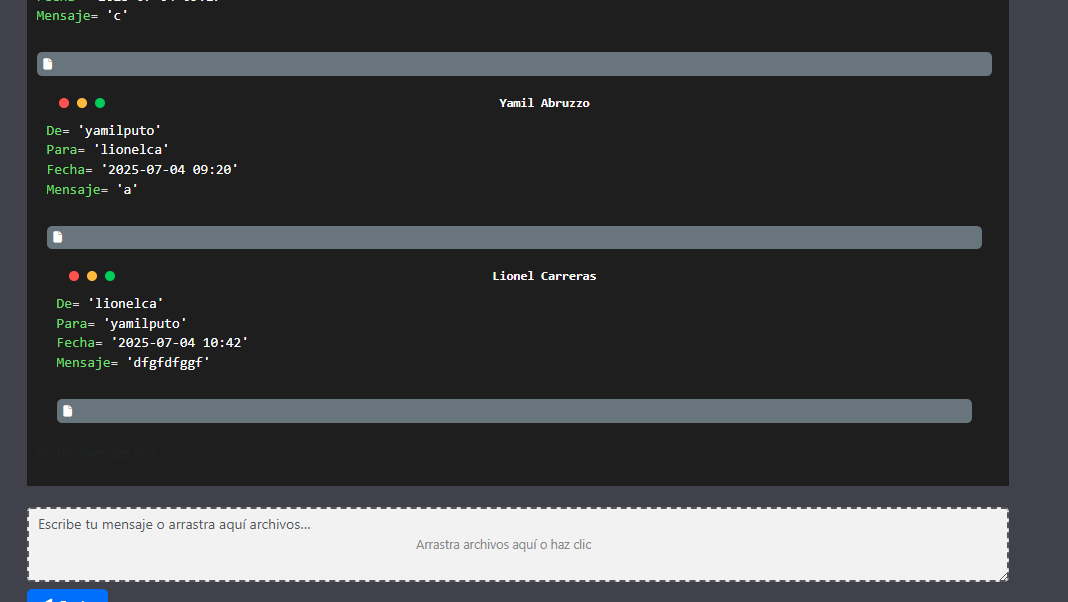 Mensaje= 'c'
Yamil Abruzzo
De= 'yamilputo'
Para= 'lionelca'
Fecha= '2025-07-04 09:20'
Mensaje= 'a'
Lionel Carreras
De= 'lionelca'
Para= 'yamilputo'
Fecha= '2025-07-04 10:42'
Mensaje= 'dfgfdfggf'
Escribe tu mensaje o arrastra aquí archivos...
Arrastra archivos aquí o haz clic